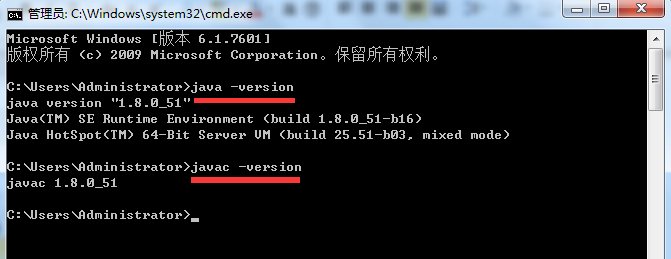 管理员: C:\Windows\system32\cmd.exe
Microsoft Windows [版本 6.1.7601]
版权所有 (c) 2009 Microsoft Corporation。保留所有权利。
C:\Users\Administrator>java -version
java version "1.8.0_51"
Java(TM) SE Runtime Environment (build 1.8.0_51-b16)
Java HotSpot(TM) 64-Bit Server VM (build 25.51-b03, mixed mode)
C:\Users\Administrator>javac -version
javac 1.8.0_51
C:\Users\Administrator>_